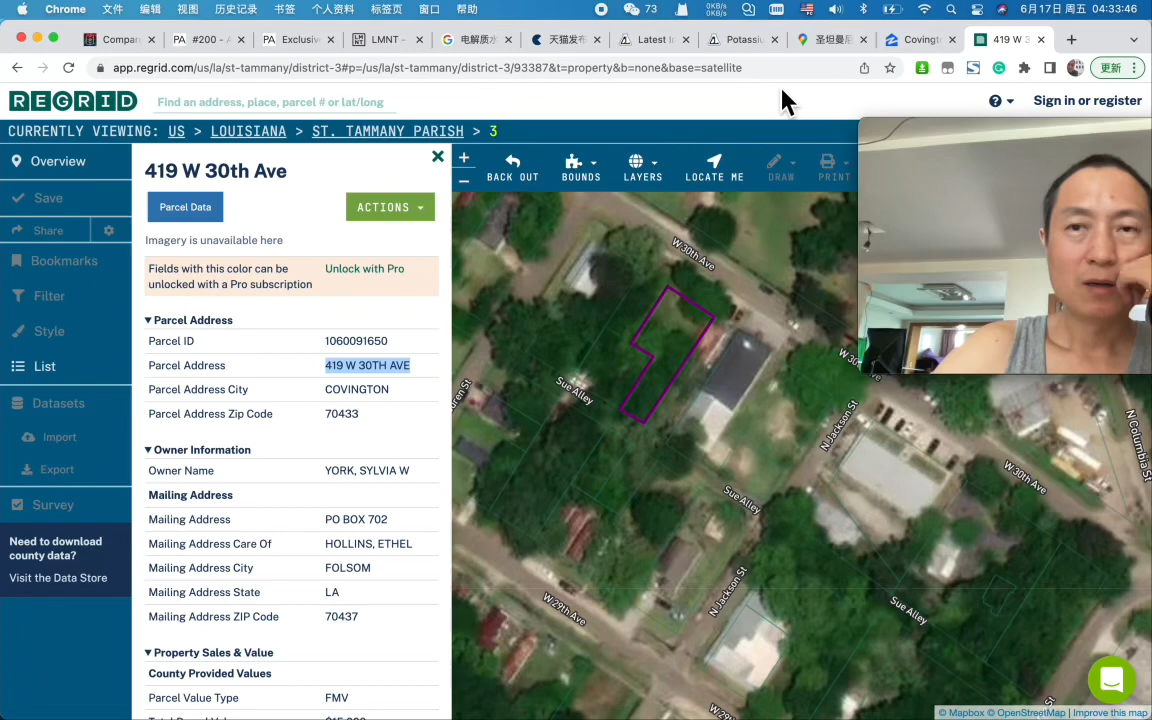 Chrome 文件 编辑 视图 历史记录 书签 个人资料 标签页 窗口 帮助 73 0KB/s 0KB/s 6月17日 周五 04:33:46
Compar PA #200 - A PA Exclusiv LMNT - 电解质水 天猫发布 Latest I Potassiu 圣坦曼尼 Covingt 419 W 3
app.regrid.com/us/la/st-tammany/district-3#p=/us/la/st-tammany/district-3/93387&t=property&b=none&base=satellite 更新
REGRID Find an address, place, parcel # or lat/long Sign in or register
CURRENTLY VIEWING: US > LOUISIANA > ST. TAMMANY PARISH > 3
Overview
Save
Share
Bookmarks
Filter
Style
List
Datasets
Import
Export
Survey
Need to download
county data?
Visit the Data Store
419 W 30th Ave
Parcel Data ACTIONS
Imagery is unavailable here
Fields with this color can be
unlocked with a Pro subscription
Unlock with Pro
Parcel Address
Parcel ID 1060091650
Parcel Address 419 W 30TH AVE
Parcel Address City COVINGTON
Parcel Address Zip Code 70433
Owner Information
Owner Name YORK, SYLVIA W
Mailing Address
Mailing Address PO BOX 702
Mailing Address Care Of HOLLINS, ETHEL
Mailing Address City FOLSOM
Mailing Address State LA
Mailing Address ZIP Code 70437
Property Sales & Value
County Provided Values
Parcel Value Type FMV
BACK OUT BOUNDS LAYERS LOCATE ME DRAW PRINT
W 30th Ave
Sue Alley
N Jackson St
N Columbia St
W 30th Ave
Sue Alley
N Jackson St
W 29th Ave
Sue Alley
© Mapbox © OpenStreetMap | Improve this map